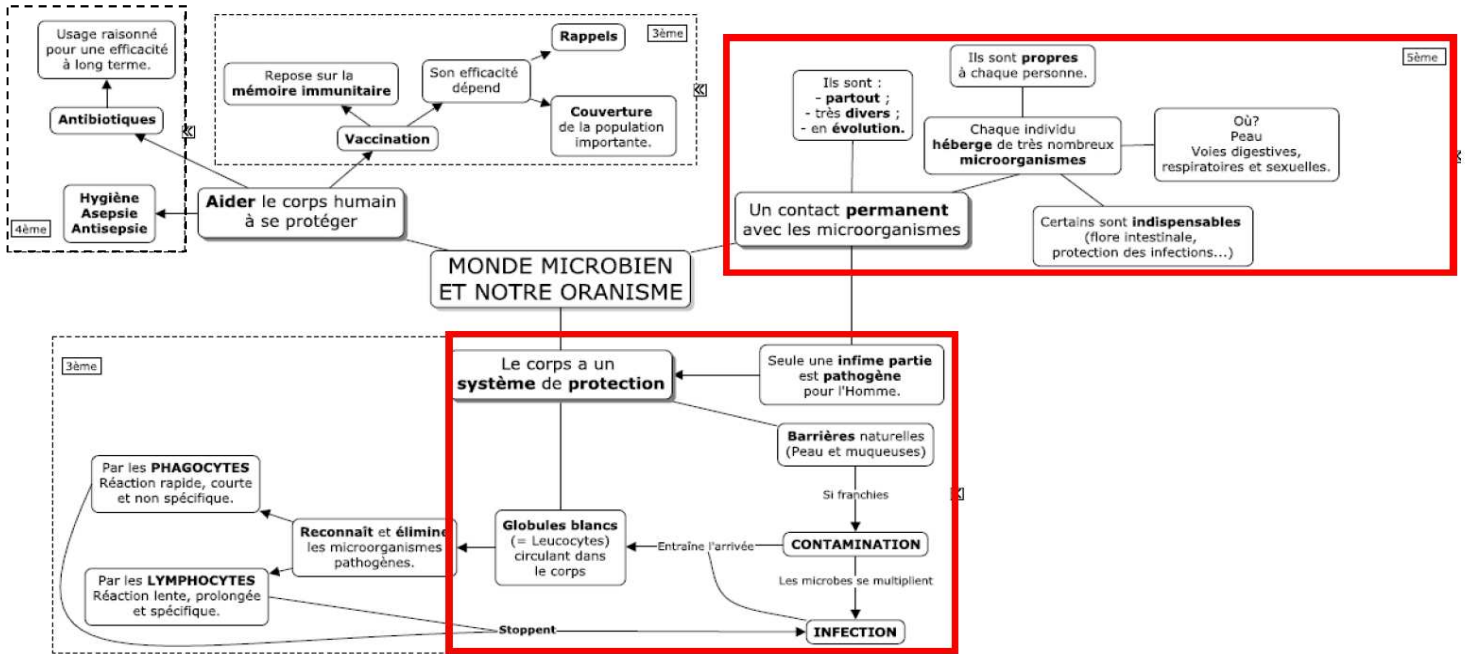 Usage raisonné
pour une efficacité
à long terme.
Antibiotiques
Hygiène
Asepsie
Antisepsie
4ème
Aider le corps humain
à se protéger
3ème
Rappels
Repose sur la
mémoire immunitaire
Son efficacité
dépend
Couverture
de la population
importante.
Vaccination
5ème
Ils sont propres
à chaque personne.
Ils sont :
- partout ;
- très divers ;
- en évolution.
Chaque individu
héberge de très nombreux
microorganismes
Où?
Peau
Voies digestives,
respiratoires et sexuelles.
Un contact permanent
avec les microorganismes
Certains sont indispensables
(flore intestinale,
protection des infections...)
MONDE MICROBIEN
ET NOTRE ORANISME
3ème
Le corps a un
système de protection
Seule une infime partie
est pathogène
pour l'Homme.
Barrières naturelles
(Peau et muqueuses)
Si franchies
CONTAMINATION
Entraîne l'arrivée
Globules blancs
(= Leucocytes)
circulant dans
le corps
Reconnaît et élimine
les microorganismes
pathogènes.
Par les PHAGOCYTES
Réaction rapide, courte
et non spécifique.
Par les LYMPHOCYTES
Réaction lente, prolongée
et spécifique.
Les microbes se multiplient
Stoppent
INFECTION